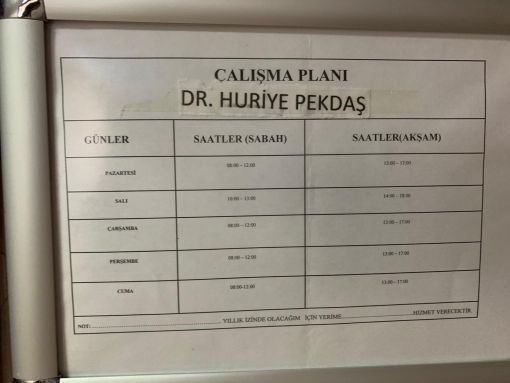 ÇALIŞMA PLANI
DR. HURİYE PEKDAŞ
GÜNLER SAATLER (SABAH) SAATLER(AKŞAM)
PAZARTESİ 08:00 – 12:00 13:00 – 17:00
SALI 10:00 – 13:00 14:00 – 18:00
ÇARŞAMBA 08:00 – 12:00 13:00 – 17:00
PERŞEMBE 08:00 – 12:00 13:00 – 17:00
CUMA 08:00-12:00 13:00 – 17:00
NOT:.................................................. YILLIK İZİNDE OLACAĞIM İÇİN YERİME..........................................HİZMET VERECEKTİR.